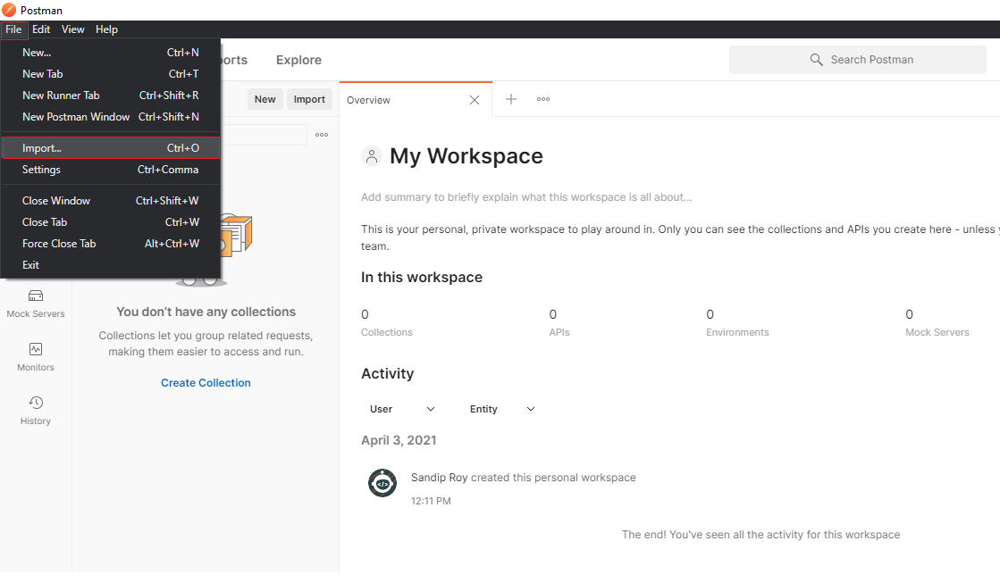 Postman
File Edit View Help
New... Ctrl+N
New Tab Ctrl+T
New Runner Tab Ctrl+Shift+R
New Postman Window Ctrl+Shift+N
Import... Ctrl+O
Settings Ctrl+Comma
Close Window Ctrl+Shift+W
Close Tab Ctrl+W
Force Close Tab Alt+Ctrl+W
Exit
orts Explore
Search Postman
New Import
Overview
My Workspace
Add summary to briefly explain what this workspace is all about...
This is your personal, private workspace to play around in. Only you can see the collections and APIs you create here - unless y
team.
In this workspace
0 0 0 0
Collections APIs Environments Mock Servers
Mock Servers
Monitors
History
You don’t have any collections
Collections let you group related requests,
making them easier to access and run.
Create Collection
Activity
User Entity
April 3, 2021
Sandip Roy created this personal workspace
12:11 PM
The end! You've seen all the activity for this workspace